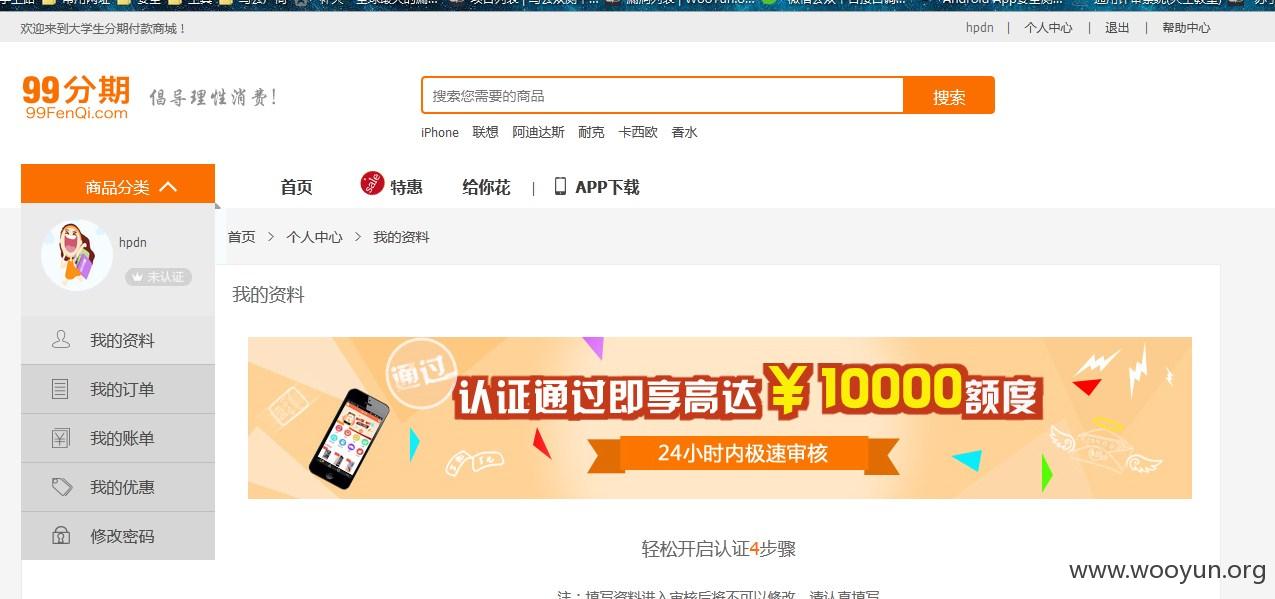 欢迎来到大学生分期付款商城！
hpdn | 个人中心 | 退出 | 帮助中心
99分期
99FenQi.com
倡导理性消费！
搜索您需要的商品
搜索
iPhone 联想 阿迪达斯 耐克 卡西欧 香水
商品分类
首页
sale
特惠
给你花
|
APP下载
hpdn
未认证
首页 > 个人中心 > 我的资料
我的资料
我的订单
我的账单
我的优惠
修改密码
我的资料
通过
认证通过即享高达¥10000额度
24小时内极速审核
轻松开启认证4步骤
注：填写资料进入审核后将不可以修改，请认真填写
www.wooyun.org